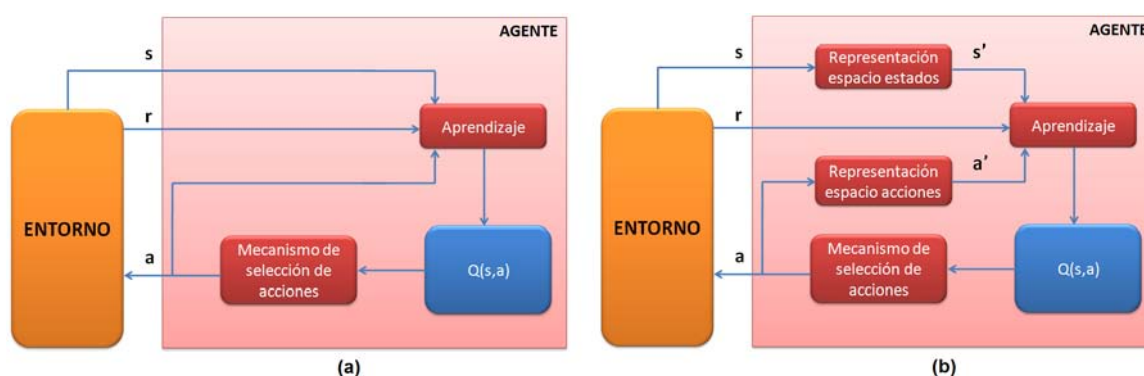 AGENTE
s
r
Aprendizaje
ENTORNO
a
Mecanismo de
selección de
acciones
Q(s,a)
(a)
AGENTE
s
Representación
espacio estados
s’
r
Aprendizaje
Representación
espacio acciones
a’
ENTORNO
a
Mecanismo de
selección de
acciones
Q(s,a)
(b)